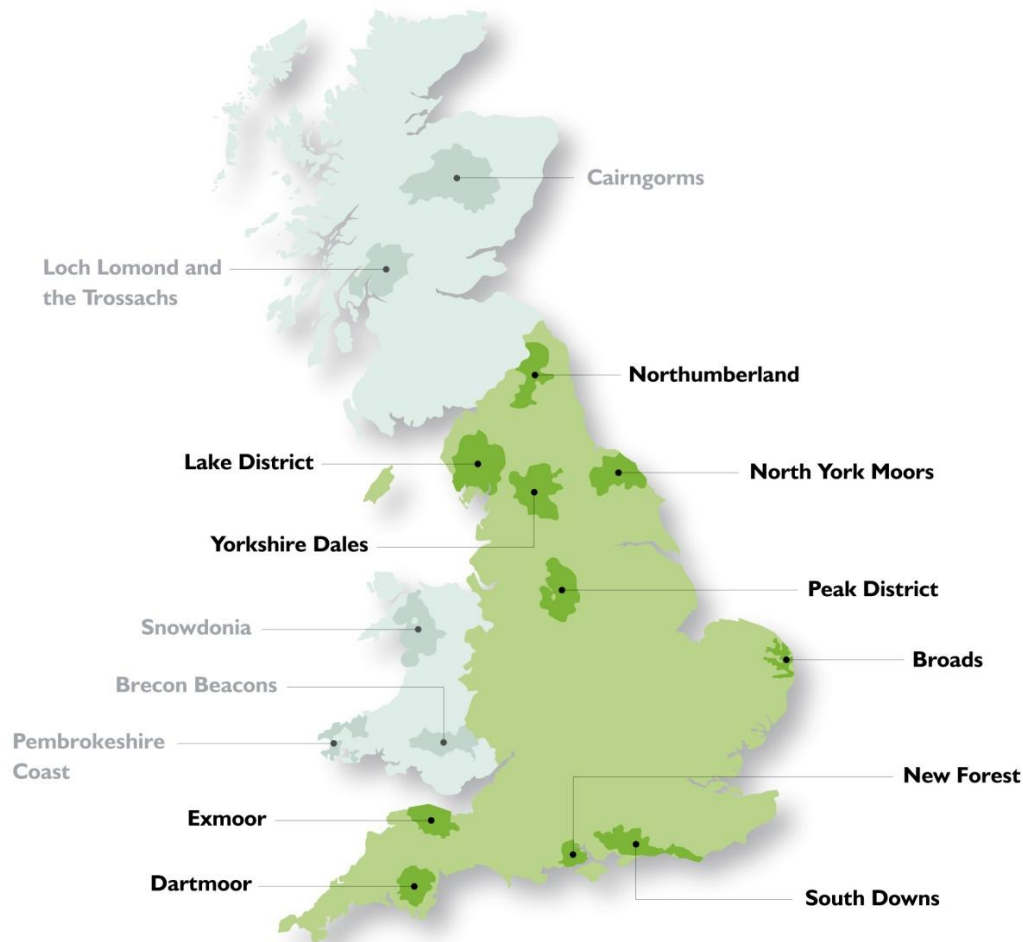 Cairngorms
Loch Lomond and
the Trossachs
Northumberland
Lake District
North York Moors
Yorkshire Dales
Peak District
Snowdonia
Broads
Brecon Beacons
Pembrokeshire
Coast
New Forest
Exmoor
Dartmoor
South Downs